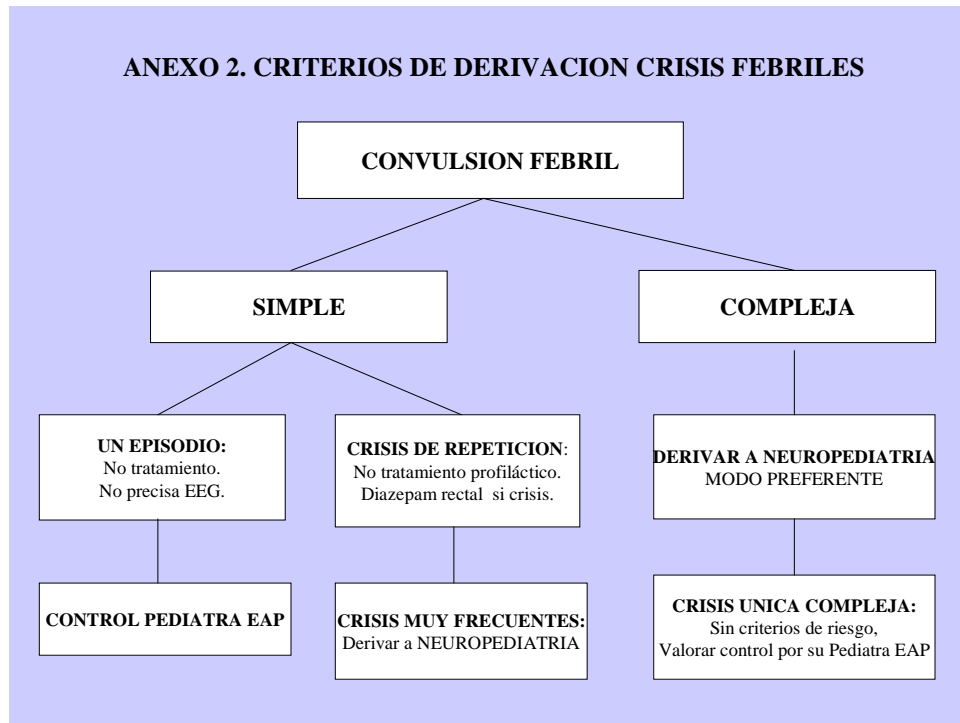 ANEXO 2. CRITERIOS DE DERIVACION CRISIS FEBRILES
CONVULSION FEBRIL
SIMPLE
COMPLEJA
UN EPISODIO:
No tratamiento.
No precisa EEG.
CRISIS DE REPETICION:
No tratamiento profiláctico.
Diazepam rectal si crisis.
DERIVAR A NEUROPEDIATRIA
MODO PREFERENTE
CONTROL PEDIATRA EAP
CRISIS MUY FRECUENTES:
Derivar a NEUROPEDIATRIA
CRISIS UNICA COMPLEJA:
Sin criterios de riesgo,
Valorar control por su Pediatra EAP